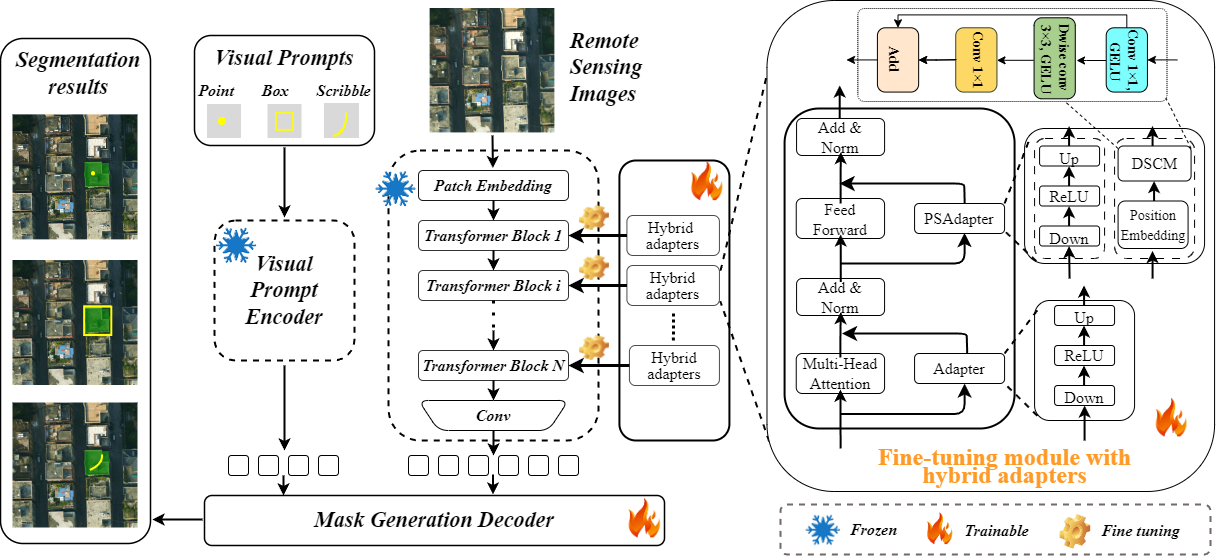 Segmentation
results
Visual Prompts
Point Box Scribble
Visual
Prompt
Encoder
Remote
Sensing
Images
Patch Embedding
Transformer Block 1
Transformer Block i
Transformer Block N
Conv
Hybrid
adapters
Hybrid
adapters
Hybrid
adapters
Mask Generation Decoder
Add
Conv 1×1
Dwise conv
3×3, GELU
Conv 1×1,
GELU
Add &
Norm
Feed
Forward
Add &
Norm
Multi-Head
Attention
PSAdapter
Adapter
Up
ReLU
Down
DSCM
Position
Embedding
Up
ReLU
Down
Fine-tuning module with
hybrid adapters
Frozen Trainable Fine tuning